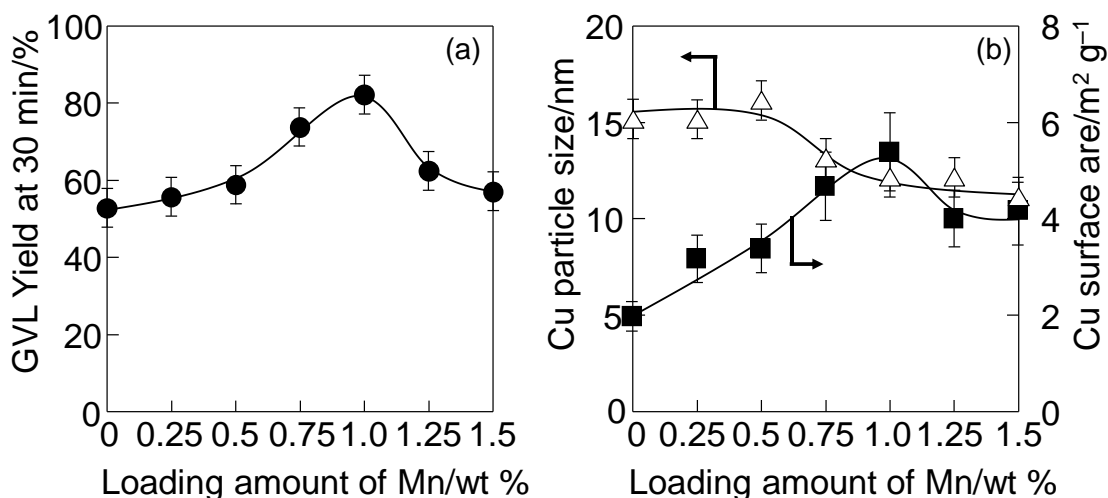 (a)
GVL Yield at 30 min/%
100
80
60
40
20
0
0 0.25 0.5 0.75 1.0 1.25 1.5
Loading amount of Mn/wt %
(b)
Cu particle size/nm
20
15
10
5
0
Cu surface are/m² g⁻¹
8
6
4
2
0
0 0.25 0.5 0.75 1.0 1.25 1.5
Loading amount of Mn/wt %